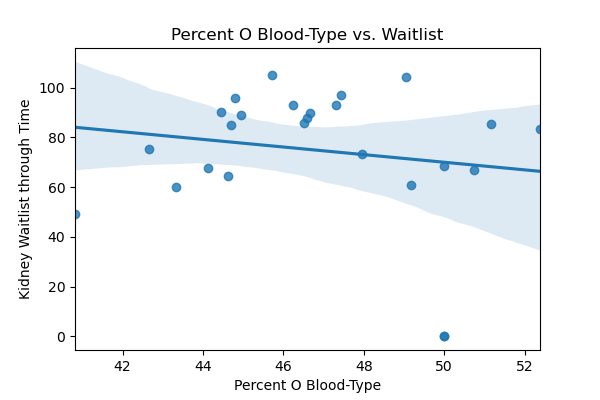 Percent O Blood-Type vs. Waitlist
Kidney Waitlist through Time
100
80
60
40
20
0
42 44 46 48 50 52
Percent O Blood-Type